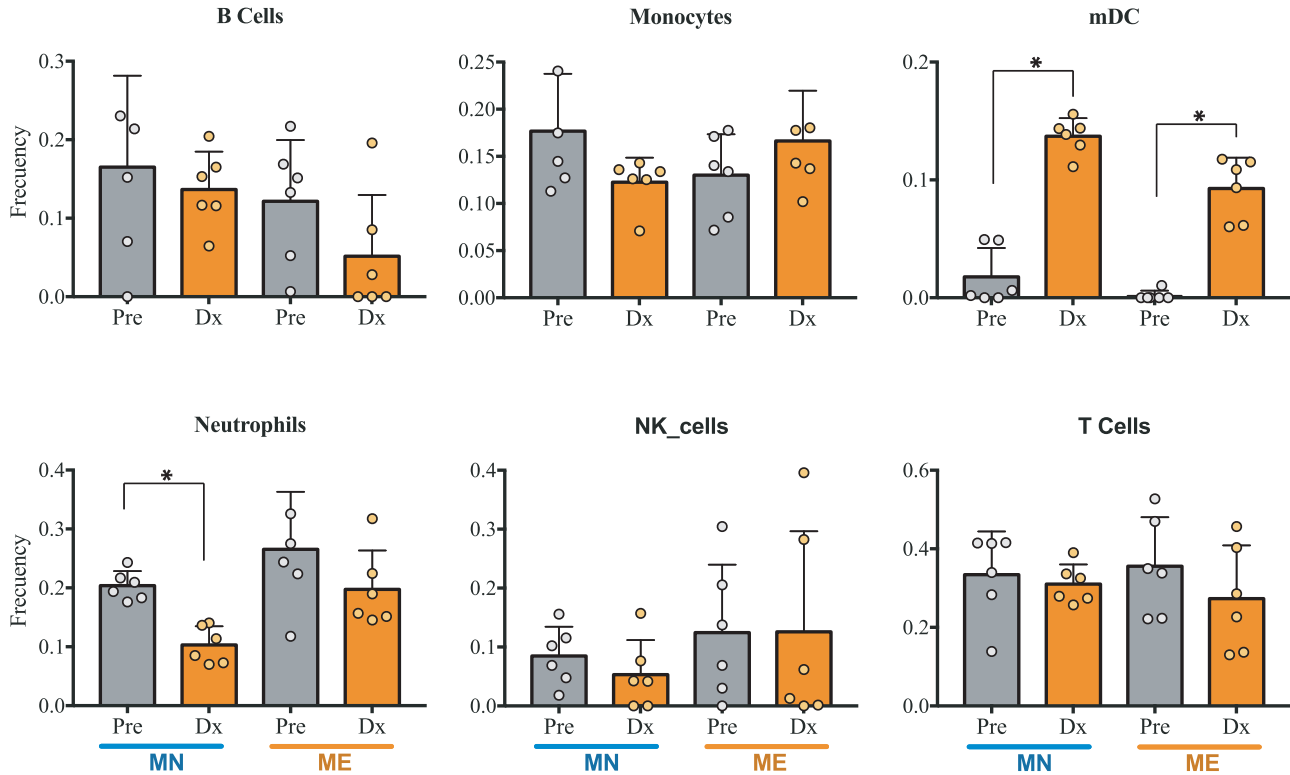 B Cells Monocytes mDC
* *
Frecuency
0.3 0.2 0.1 0.0
Pre Dx Pre Dx
0.25 0.20 0.15 0.10 0.05 0.00
Pre Dx Pre Dx
0.2 0.1 0.0
Pre Dx Pre Dx
Neutrophils NK_cells T Cells
*
Frecuency
0.4 0.3 0.2 0.1 0.0
Pre Dx Pre Dx
MN ME
0.4 0.3 0.2 0.1 0.0
Pre Dx Pre Dx
MN ME
0.6 0.4 0.2 0.0
Pre Dx Pre Dx
MN ME